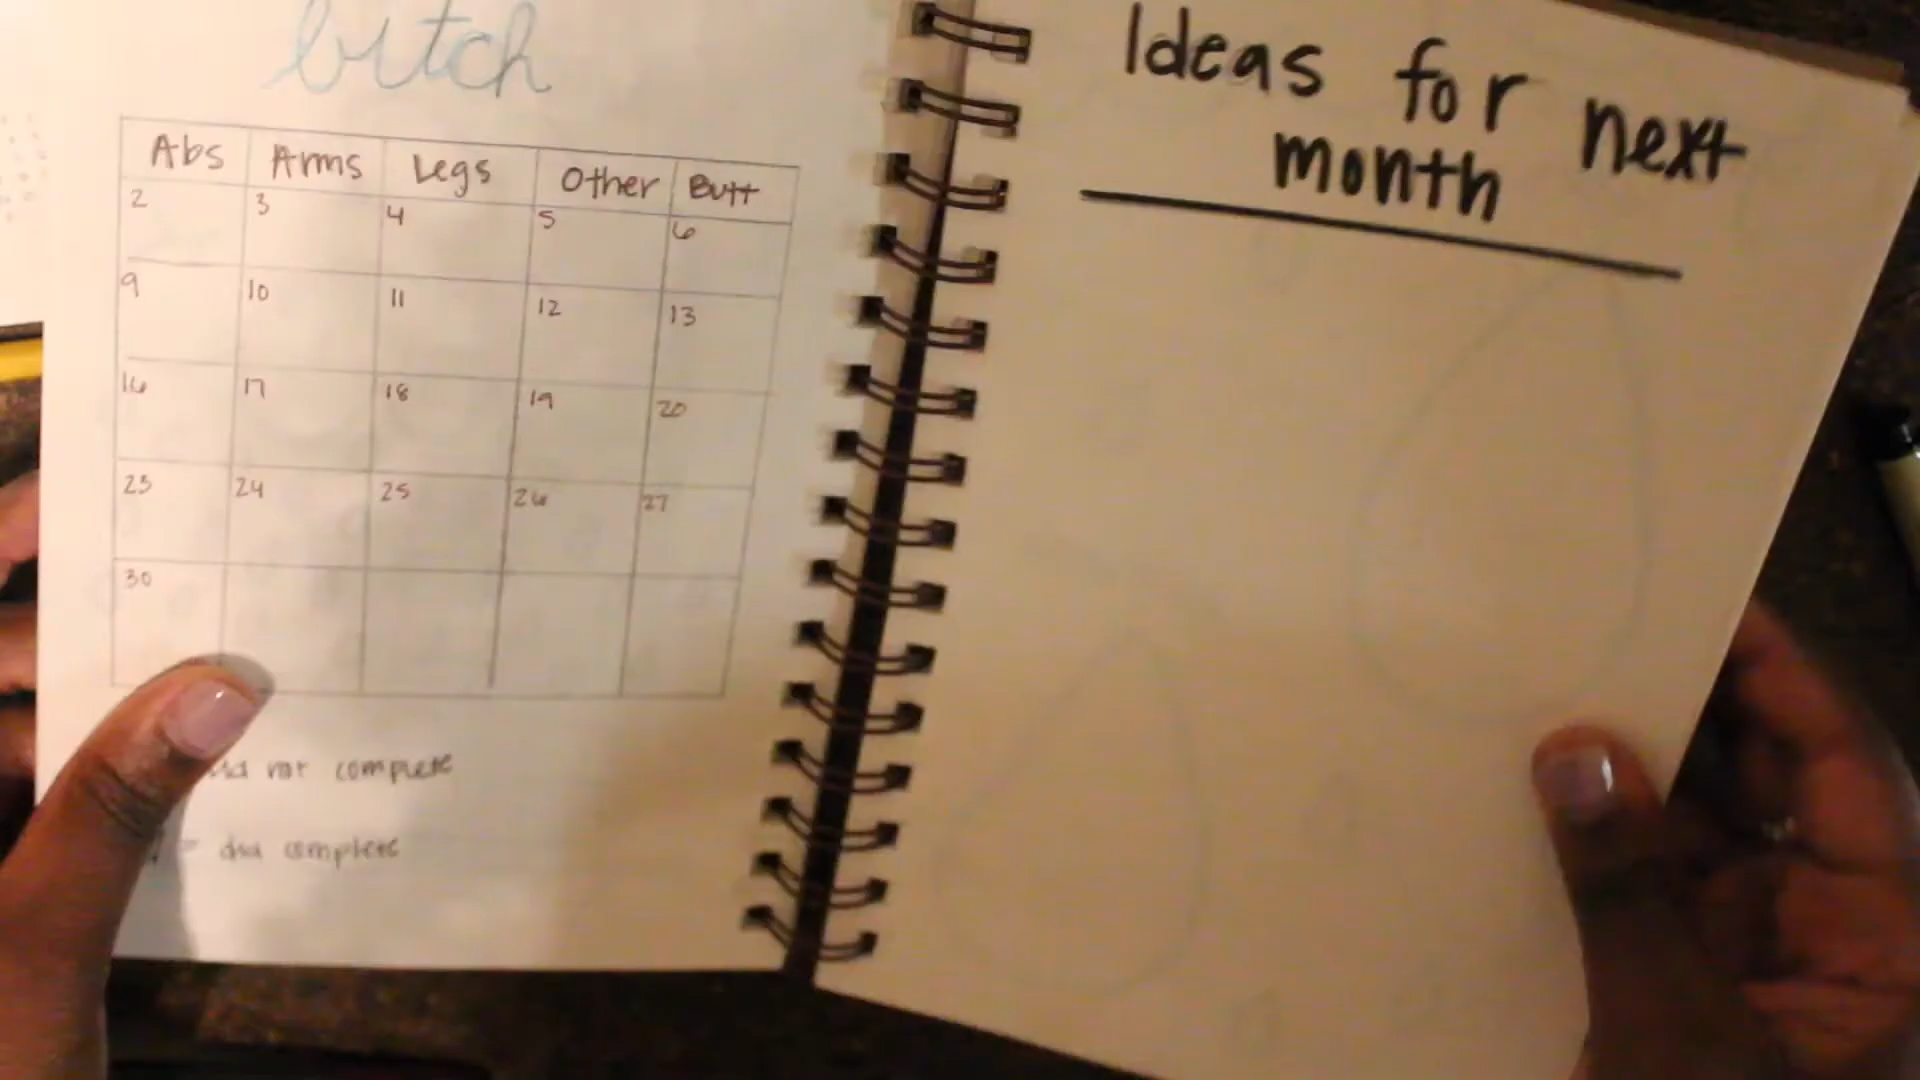 bitch
Abs Arms Legs Other Butt
2 3 4 5 6
9 10 11 12 13
16 17 18 19 20
23 24 25 26 27
30
did not complete
= did complete
Ideas for next
month